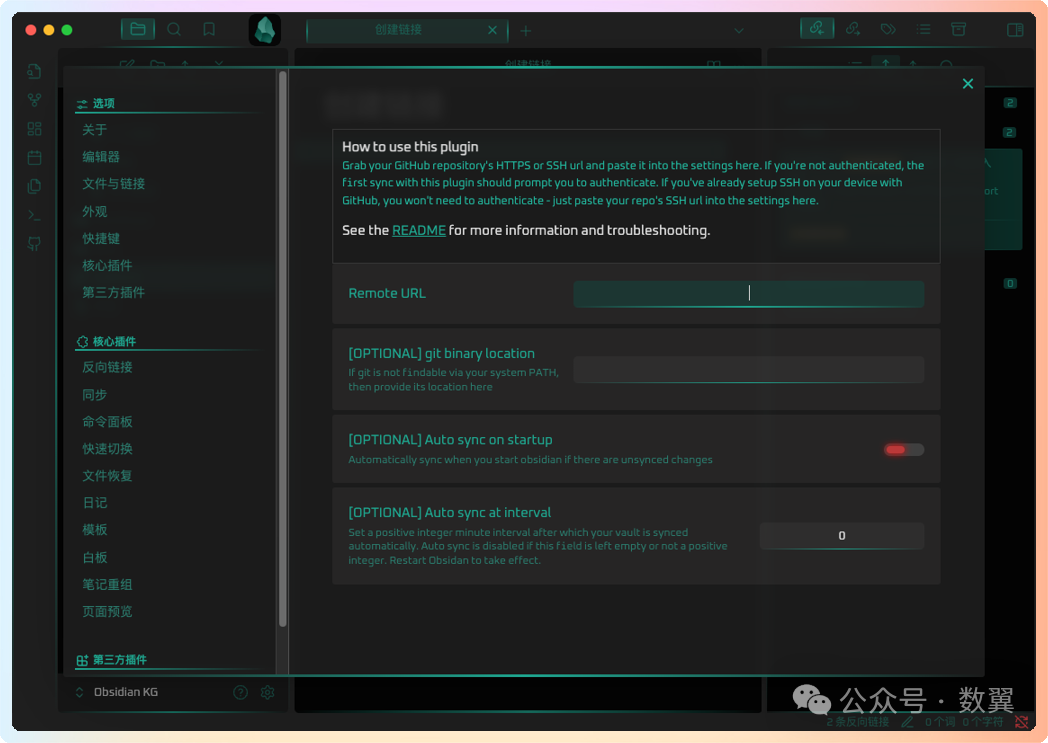 创建链接
创建链接
选项
关于
编辑器
文件与链接
外观
快捷键
核心插件
第三方插件
核心插件
反向链接
同步
命令面板
快速切换
文件恢复
日记
模板
白板
笔记重组
页面预览
第三方插件
Obsidian KG
How to use this plugin
Grab your GitHub repository's HTTPS or SSH url and paste it into the settings here. If you're not authenticated, the
first sync with this plugin should prompt you to authenticate. If you've already setup SSH on your device with
GitHub, you won't need to authenticate - just paste your repo's SSH url into the settings here.
See the README for more information and troubleshooting.
Remote URL
[OPTIONAL] git binary location
If git is not findable via your system PATH,
then provide its location here
[OPTIONAL] Auto sync on startup
Automatically sync when you start obsidian if there are unsynced changes
[OPTIONAL] Auto sync at interval
Set a positive integer minute interval after which your vault is synced
automatically. Auto sync is disabled if this field is left empty or not a positive
integer. Restart Obsidan to take effect.
0
2
2
ort
0
公众号 · 数翼
2 条反向链接 0 个词 0 个字符